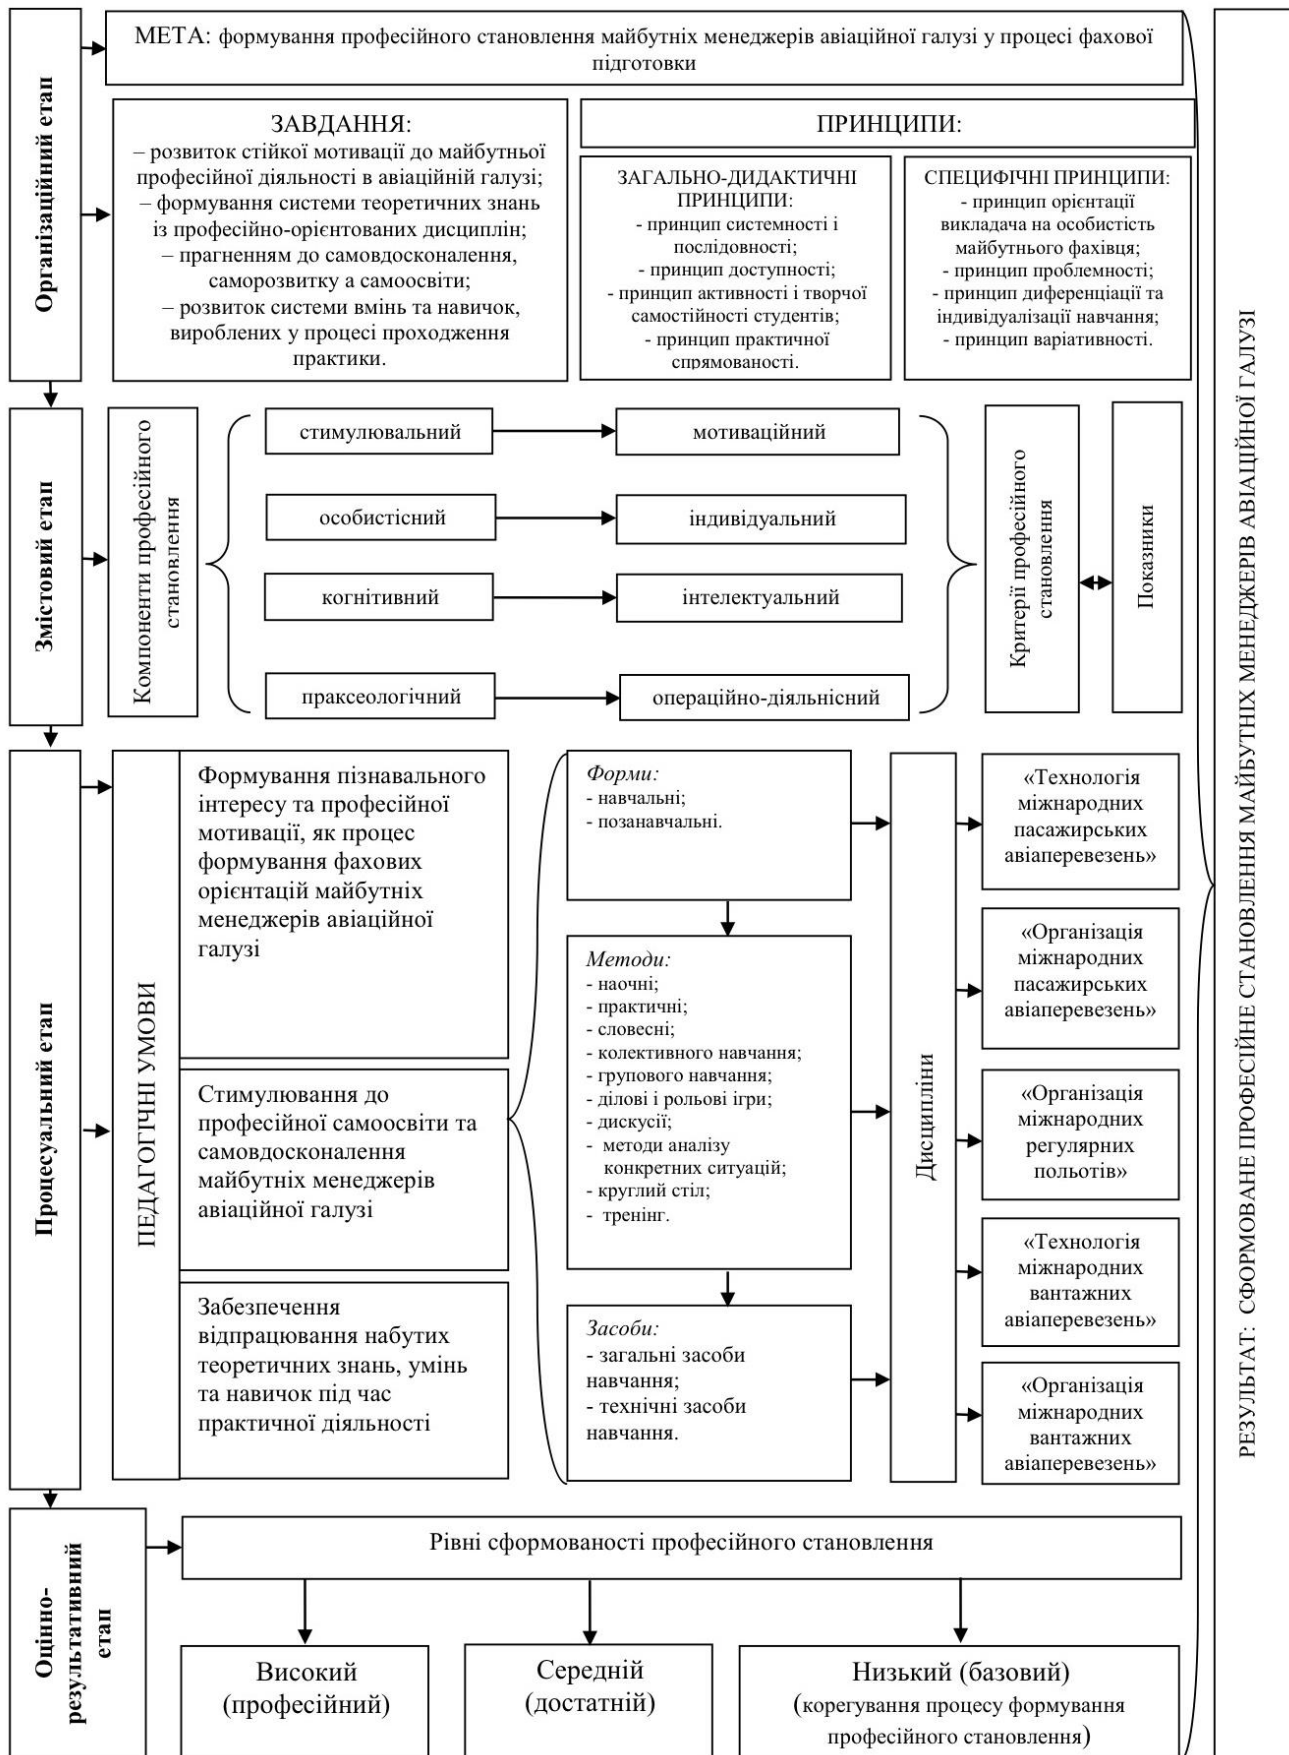 Організаційний етап
МЕТА: формування професійного становлення майбутніх менеджерів авіаційної галузі у процесі фахової
підготовки
ЗАВДАННЯ:
– розвиток стійкої мотивації до майбутньої
професійної діяльності в авіаційній галузі;
– формування системи теоретичних знань
із професійно-орієнтованих дисциплін;
– прагненням до самовдосконалення,
саморозвитку а самоосвіти;
– розвиток системи вмінь та навичок,
вироблених у процесі проходження
практики.
ПРИНЦИПИ:
ЗАГАЛЬНО-ДИДАКТИЧНІ
ПРИНЦИПИ:
- принцип системності і
послідовності;
- принцип доступності;
- принцип активності і творчої
самостійності студентів;
- принцип практичної
спрямованості.
СПЕЦИФІЧНІ ПРИНЦИПИ:
- принцип орієнтації
викладача на особистість
майбутнього фахівця;
- принцип проблемності;
- принцип диференціації та
індивідуалізації навчання;
- принцип варіативності.
Змістовий етап
Компоненти професійного
становлення
стимулювальний
мотиваційний
особистісний
індивідуальний
когнітивний
інтелектуальний
праксеологічний
операційно-діяльнісний
Критерії професійного
становлення
Показники
Процесуальний етап
ПЕДАГОГІЧНІ УМОВИ
Формування пізнавального
інтересу та професійної
мотивації, як процес
формування фахових
орієнтацій майбутніх
менеджерів авіаційної
галузі
Стимулювання до
професійної самоосвіти та
самовдосконалення
майбутніх менеджерів
авіаційної галузі
Забезпечення
відпрацювання набутих
теоретичних знань, умінь
та навичок під час
практичної діяльності
Форми:
- навчальні;
- позанавчальні.
Методи:
- наочні;
- практичні;
- словесні;
- колективного навчання;
- групового навчання;
- ділові і рольові ігри;
- дискусії;
- методи аналізу
конкретних ситуацій;
- круглий стіл;
- тренінг.
Засоби:
- загальні засоби
навчання;
- технічні засоби
навчання.
Дисципліни
«Технологія
міжнародних
пасажирських
авіаперевезень»
«Організація
міжнародних
пасажирських
авіаперевезень»
«Організація
міжнародних
регулярних
польотів»
«Технологія
міжнародних
вантажних
авіаперевезень»
«Організація
міжнародних
вантажних
авіаперевезень»
Оцінно-
результативний
етап
Рівні сформованості професійного становлення
Високий
(професійний)
Середній
(достатній)
Низький (базовий)
(корегування процесу формування
професійного становлення)
РЕЗУЛЬТАТ: СФОРМОВАНЕ ПРОФЕСІЙНЕ СТАНОВЛЕННЯ МАЙБУТНІХ МЕНЕДЖЕРІВ АВІАЦІЙНОЇ ГАЛУЗІ